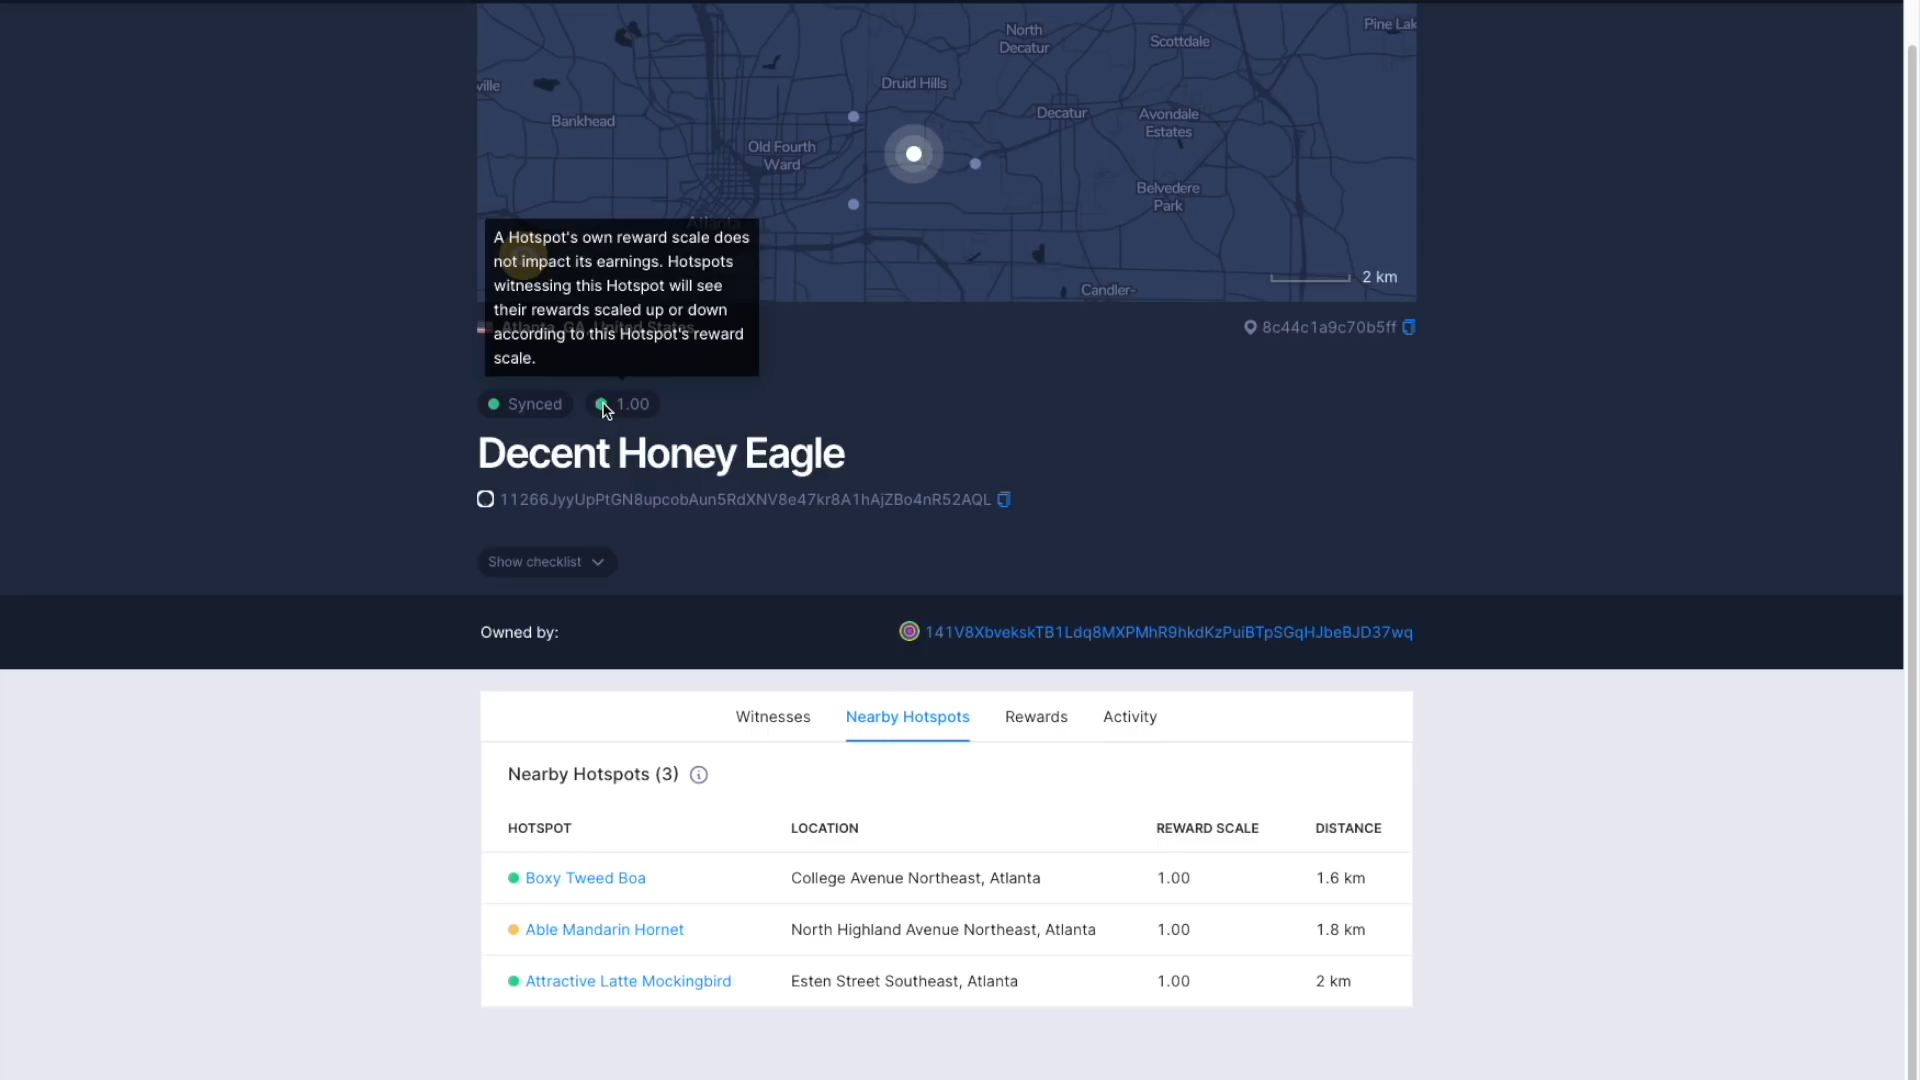 Pine Lak
North
Decatur
Scottdale
ville
Druid Hills
Bankhead
Decatur
Avondale
Estates
Old Fourth
Ward
Belvedere
Park
Atlanta
Candler-
2 km
A Hotspot's own reward scale does
not impact its earnings. Hotspots
witnessing this Hotspot will see
their rewards scaled up or down
according to this Hotspot's reward
scale.
Atlanta, GA, United States
8c44c1a9c70b5ff
Synced
1.00
Decent Honey Eagle
11266JyyUpPtGN8upcobAun5RdXNV8e47kr8A1hAjZBo4nR52AQL
Show checklist
Owned by:
141V8XbvekskTB1Ldq8MXPMhR9hkdKzPuiBTpSGqHJbeBJD37wq
Witnesses Nearby Hotspots Rewards Activity
Nearby Hotspots (3)
HOTSPOT LOCATION REWARD SCALE DISTANCE
Boxy Tweed Boa College Avenue Northeast, Atlanta 1.00 1.6 km
Able Mandarin Hornet North Highland Avenue Northeast, Atlanta 1.00 1.8 km
Attractive Latte Mockingbird Esten Street Southeast, Atlanta 1.00 2 km